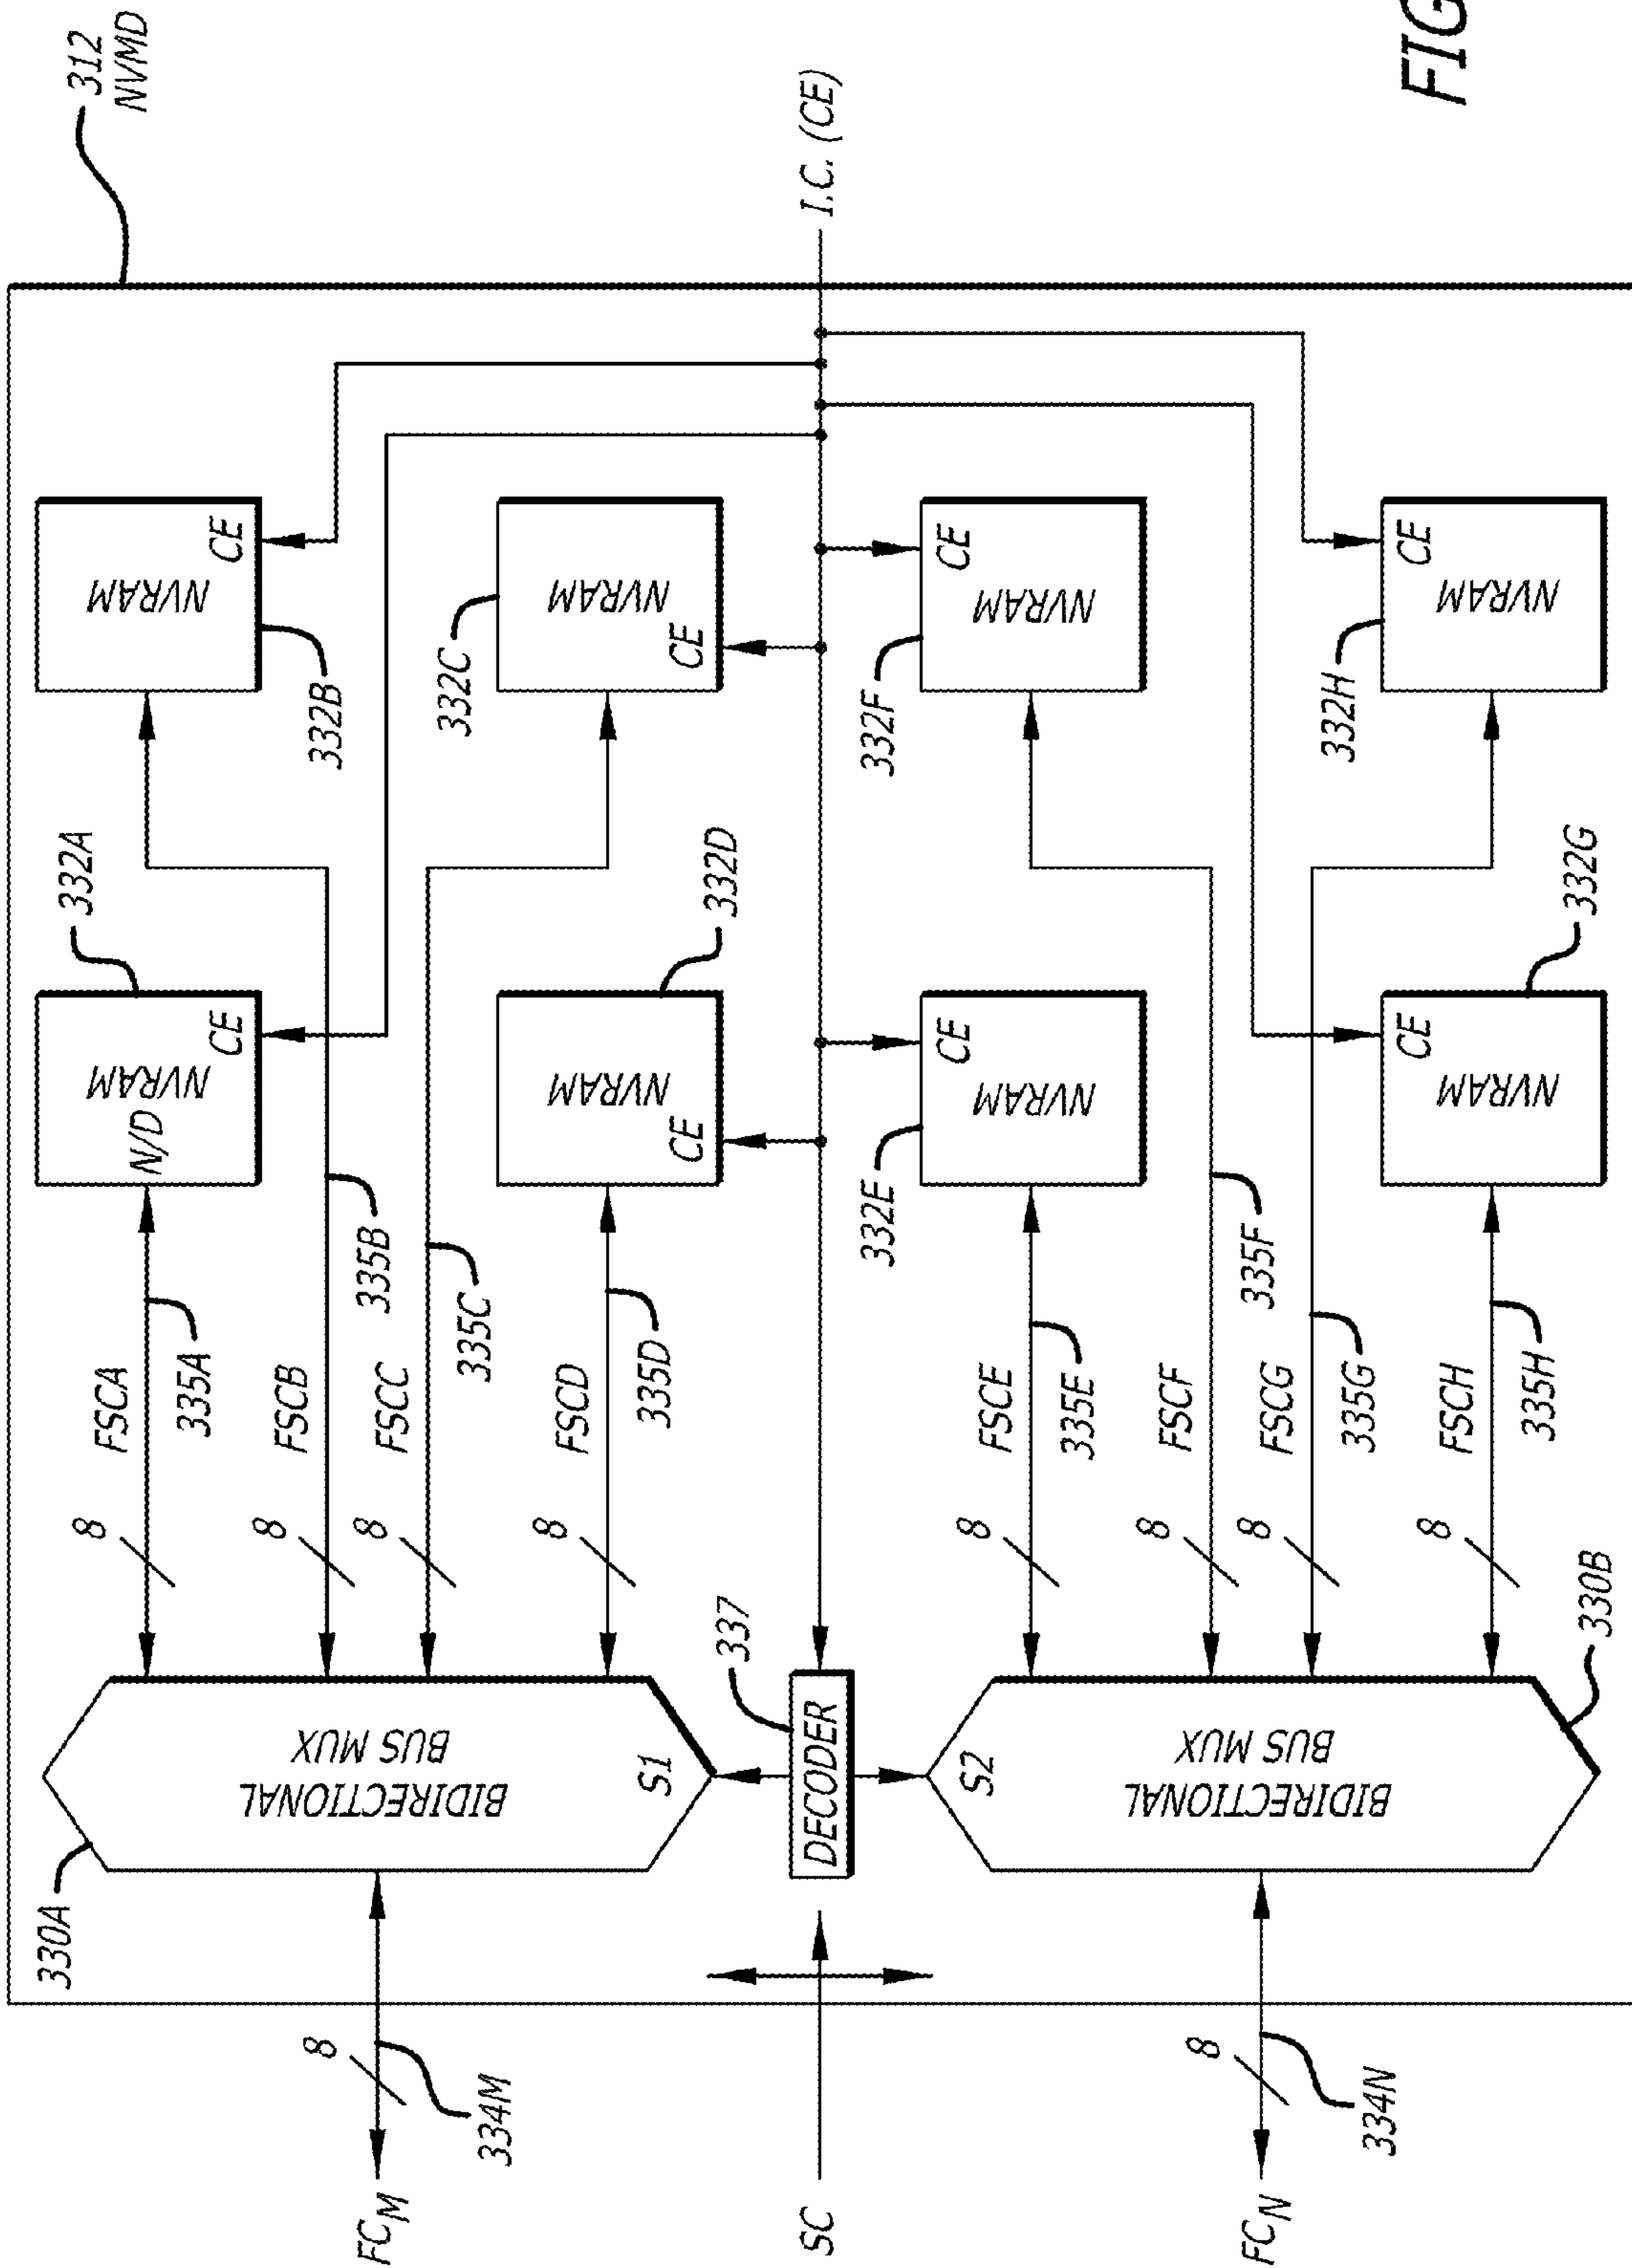 312
NVMD
FIG
I.C. (CE)
NVRAM
CE
332B
NVRAM
CE
332C
NVRAM
CE
332F
NVRAM
CE
332H
332A
NVRAM
N/D
CE
332D
NVRAM
CE
332E
NVRAM
CE
332G
NVRAM
CE
FSCA
335A
8
FSCB
335B
8
FSCC
335C
8
FSCD
335D
8
FSCE
335E
8
FSCF
335F
8
FSCG
335G
8
FSCH
335H
8
330A
BIDIRECTIONAL
BUS MUX
S1
337
DECODER
S2
BIDIRECTIONAL
BUS MUX
330B
8
334M
FCM
SC
8
334N
FCN